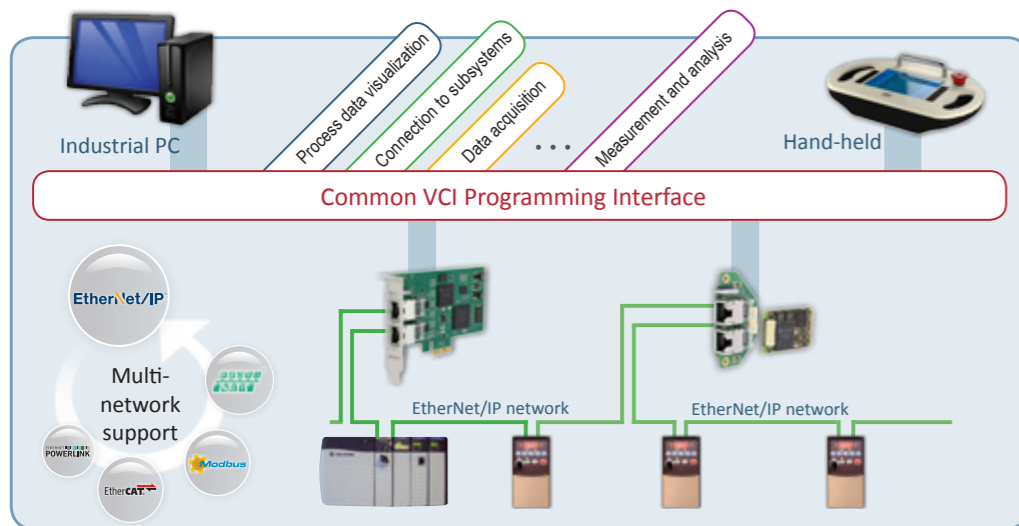 Process data visualization
Connection to subsystems
Data acquisition
...
Measurement and analysis
Industrial PC
Hand-held
Common VCI Programming Interface
EtherNet/IP
Multi-
network
support
ETHERNET
POWERLINK
EtherCAT
Modbus
EtherNet/IP network
EtherNet/IP network